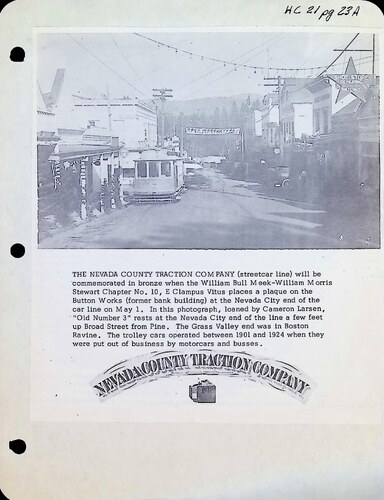 HC 21 pg 23A
THE NEVADA COUNTY TRACTION COMPANY (streetcar line) will be
commemorated in bronze when the William Bull Meek-William Morris
Stewart Chapter No. 10, E Clampus Vitus places a plaque on the
Button Works (former bank building) at the Nevada City end of the
car line on May 1. In this photograph, loaned by Cameron Larsen,
"Old Number 3" rests at the Nevada City end of the line a few feet
up Broad Street from Pine. The Grass Valley end was in Boston
Ravine. The trolley cars operated between 1901 and 1924 when they
were put out of business by motorcars and busses.
NEVADA COUNTY TRACTION COMPANY